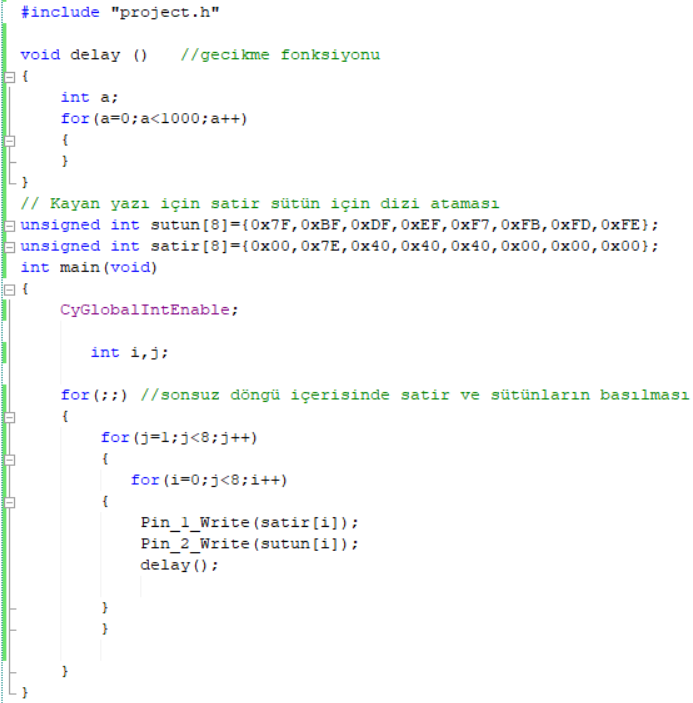 #include "project.h"
void delay ()   //gecikme fonksiyonu
{
int a;
for(a=0;a<1000;a++)
{
}
}
// Kayan yazı için satir sütün için dizi ataması
unsigned int sutun[8]={0x7F,0xBF,0xDF,0xEF,0xF7,0xFB,0xFD,0xFE};
unsigned int satir[8]={0x00,0x7E,0x40,0x40,0x40,0x00,0x00,0x00};
int main(void)
{
CyGlobalIntEnable;
int i,j;
for(;;) //sonsuz döngü içerisinde satir ve sütünların basılması
{
for(j=1;j<8;j++)
{
for(i=0;j<8;i++)
{
Pin_1_Write(satir[i]);
Pin_2_Write(sutun[i]);
delay();
}
}
}
}